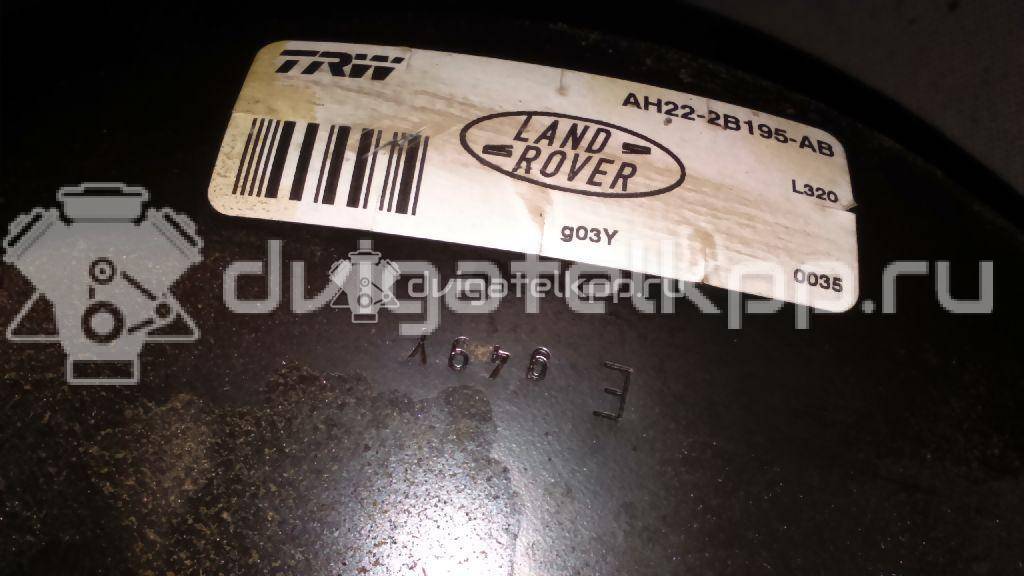 TRW
AH22-2B195-AB
LAND
ROVER
L320
g03Y
0035
dvigatelkpp.ru
dvigatelkpp.ru